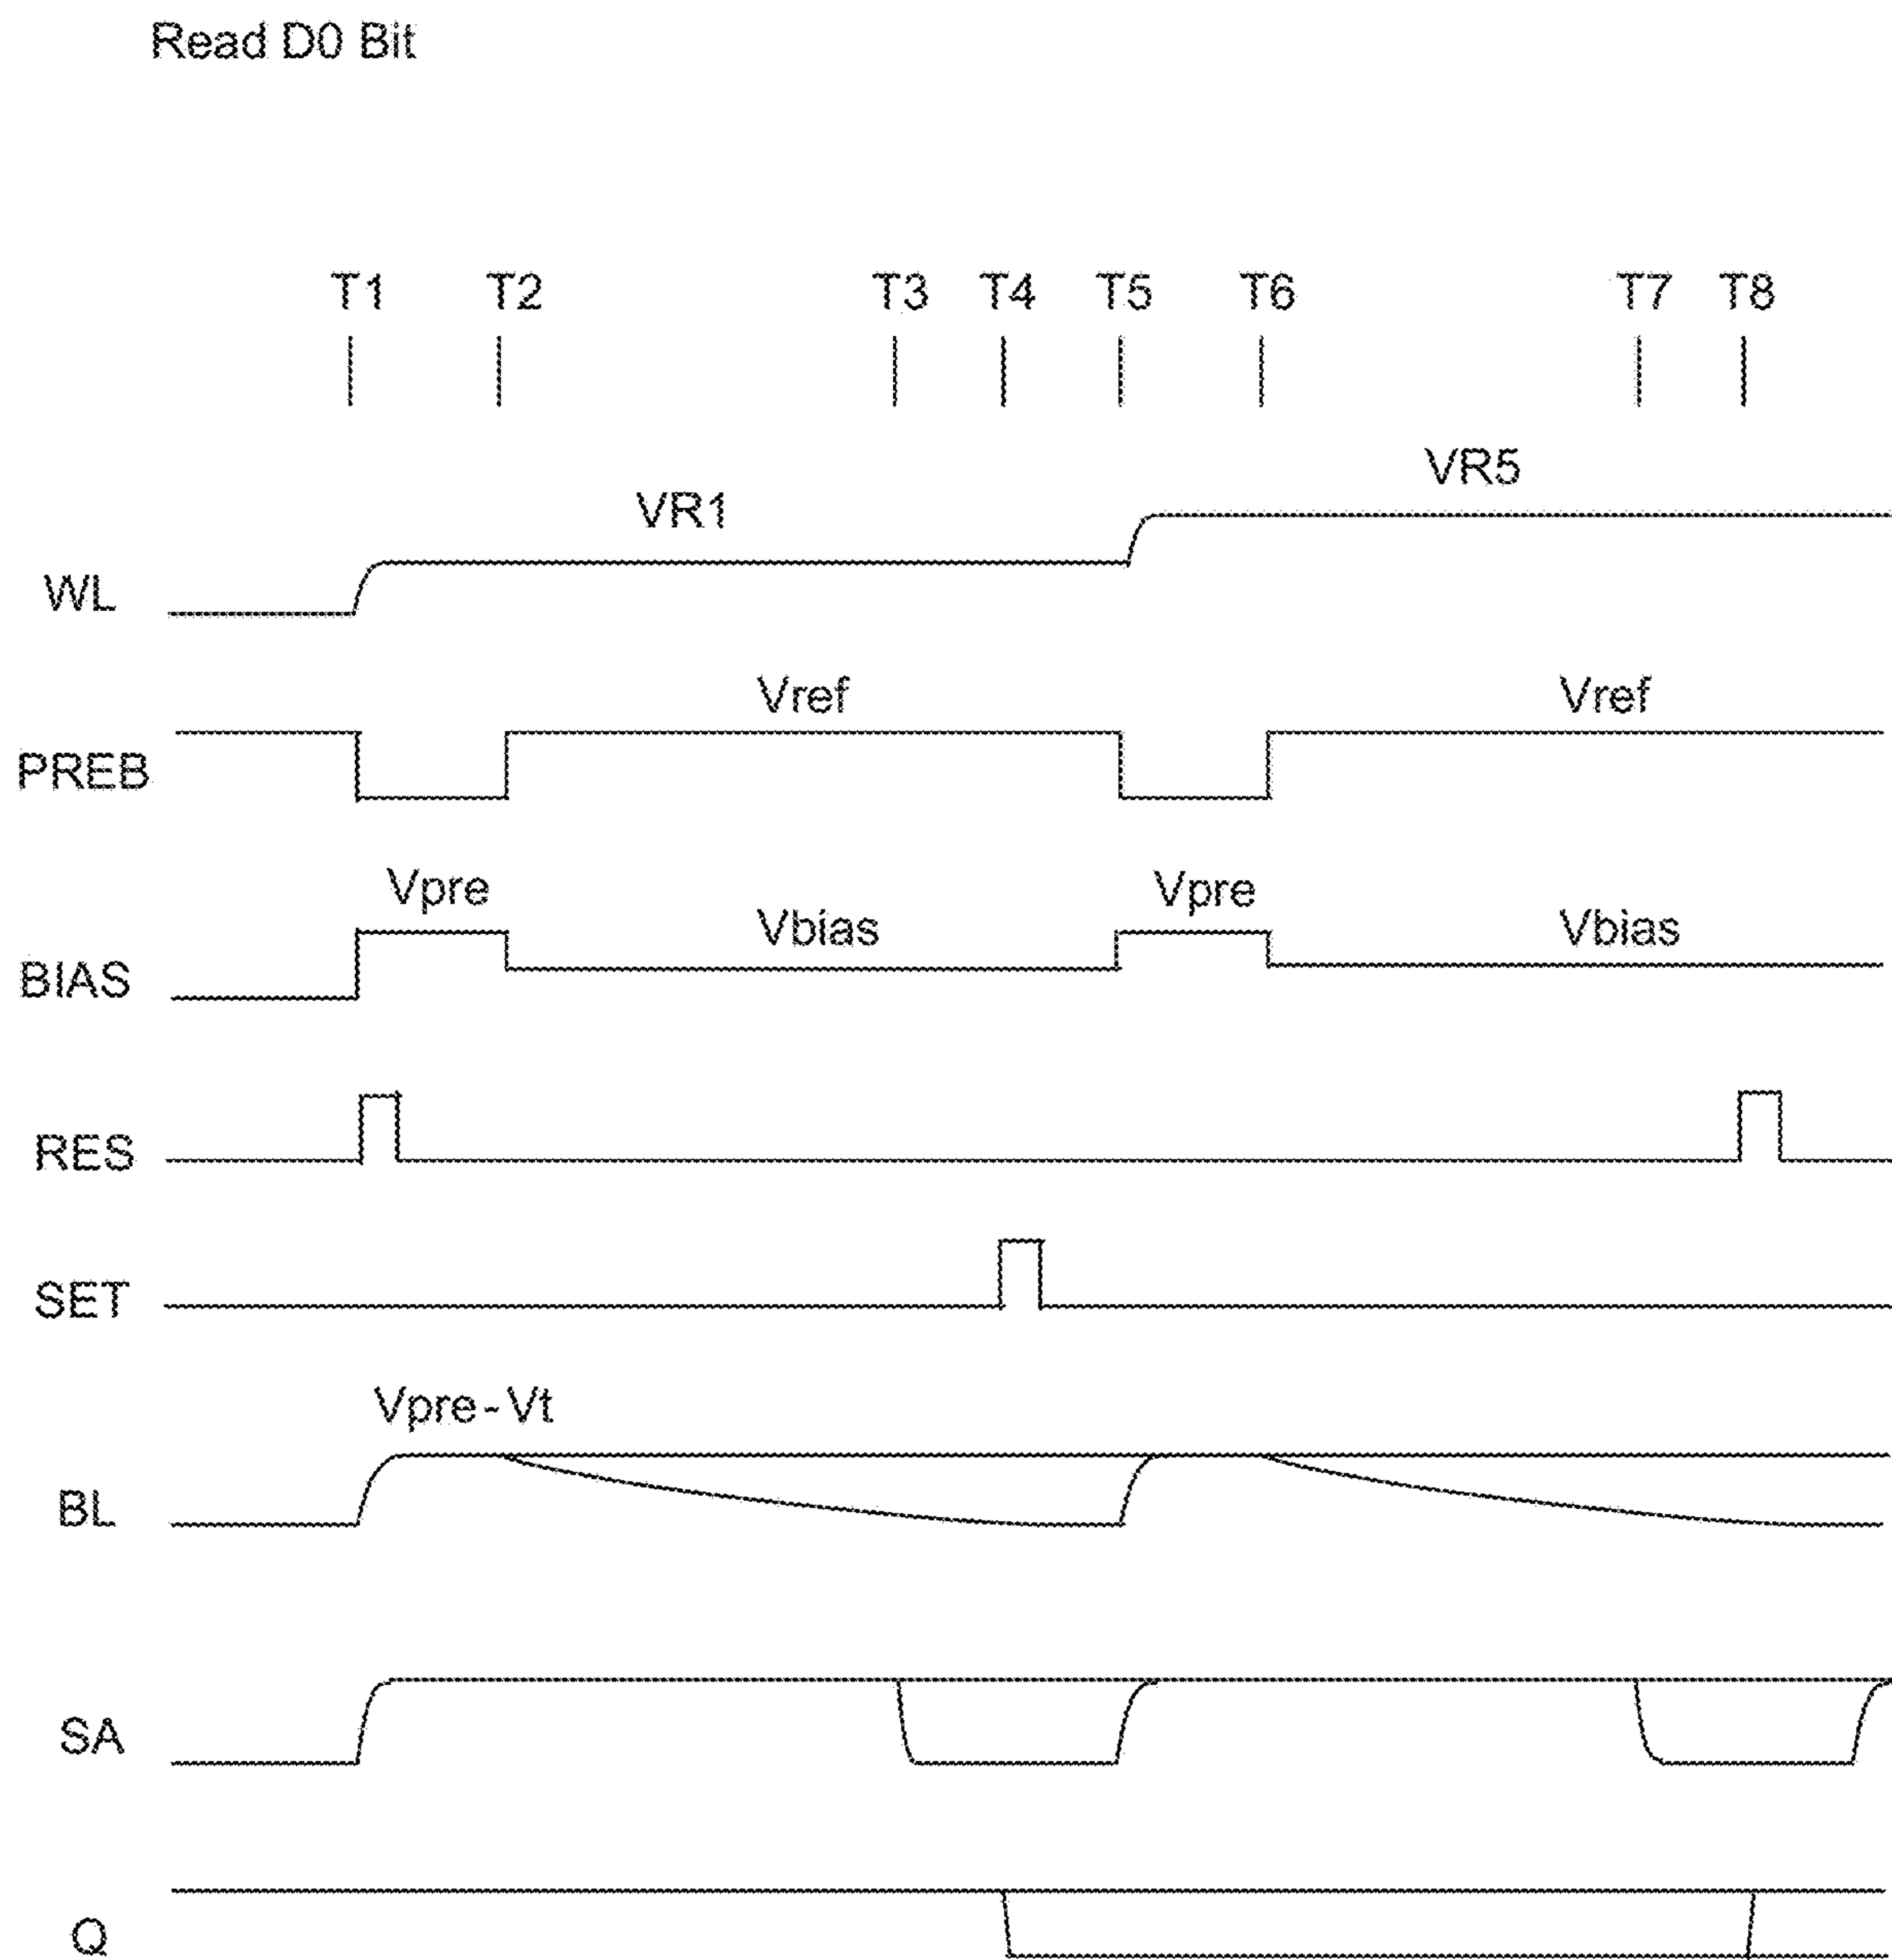 Read D0 Bit
T1 T2 T3 T4 T5 T6 T7 T8
VR5
VR1
WL
Vref Vref
PREB
Vpre Vpre
Vbias Vbias
BIAS
RES
SET
Vpre-Vt
BL
SA
Q